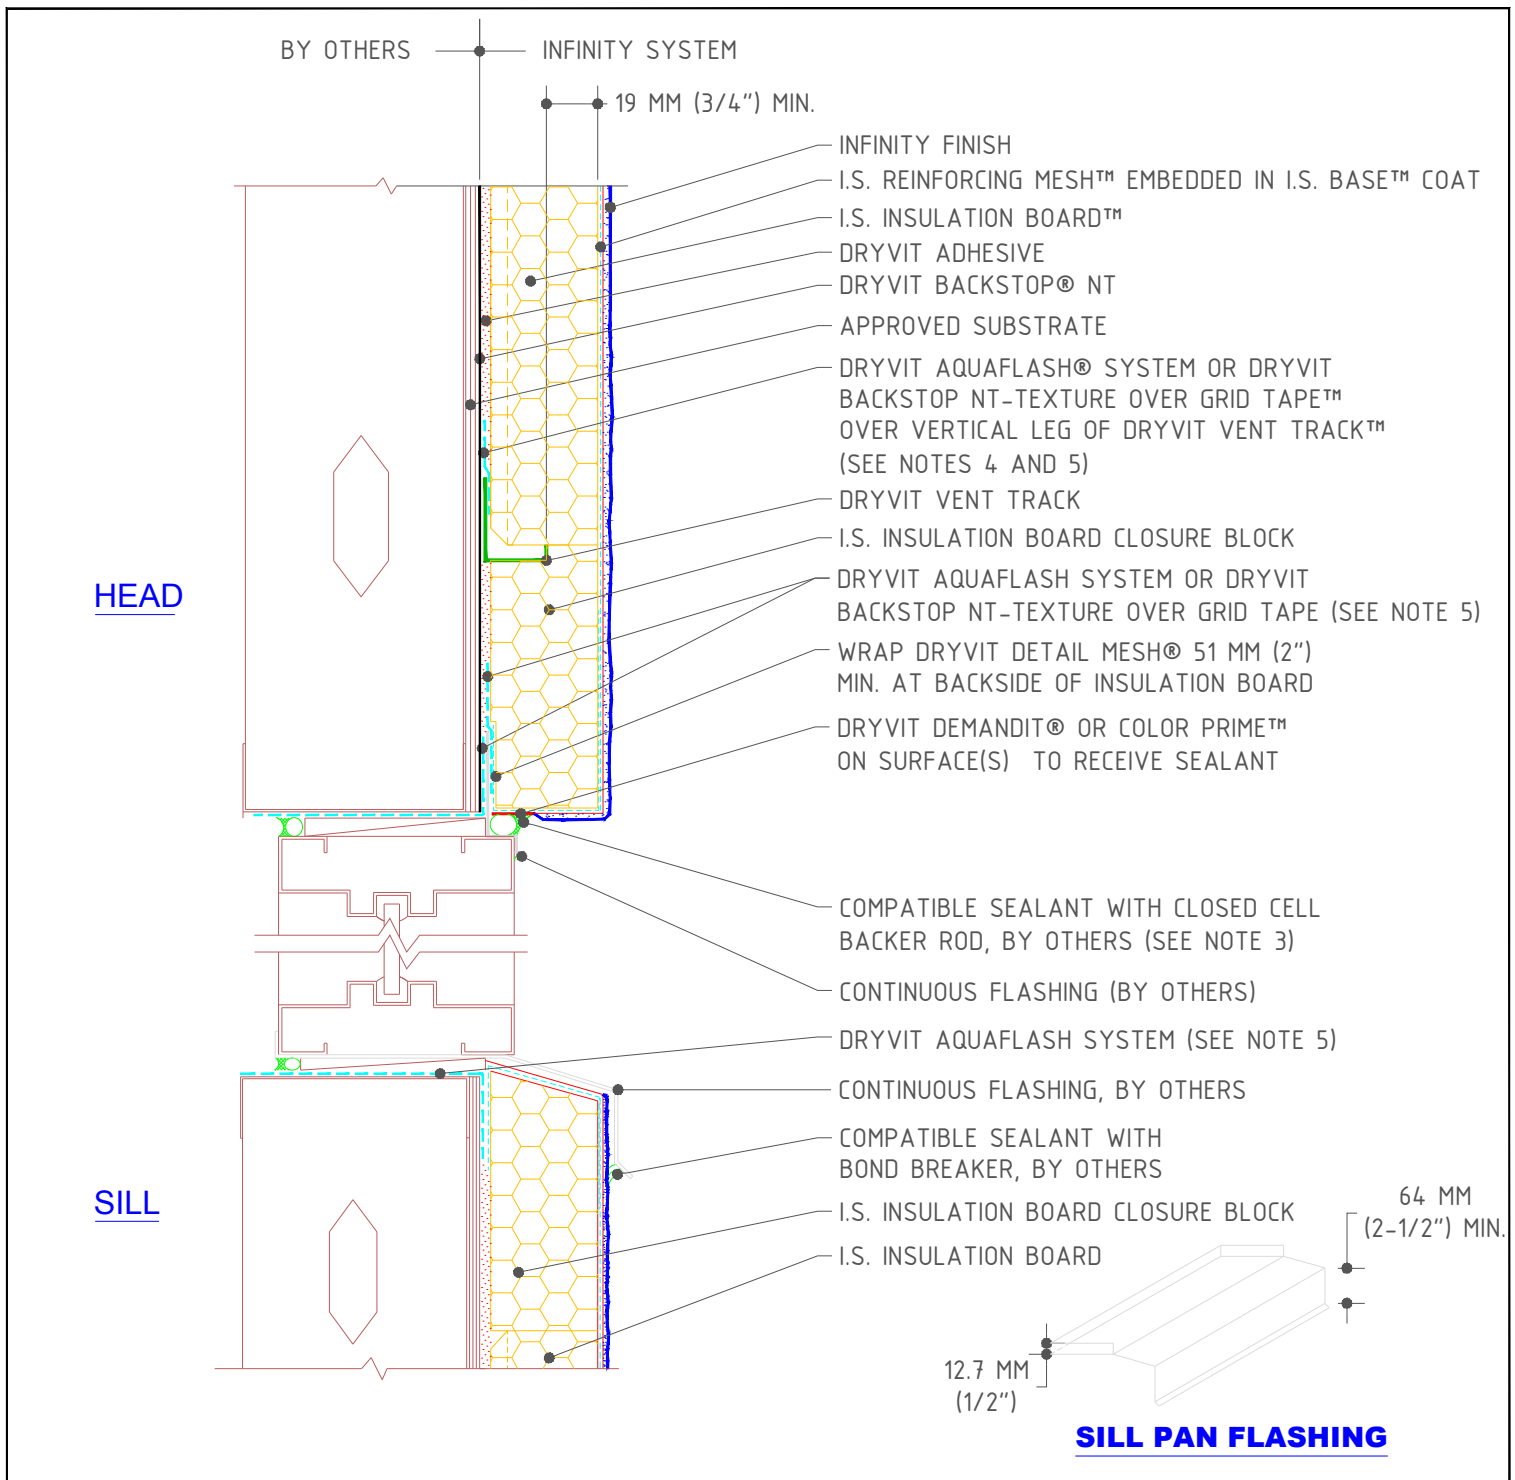 BY OTHERS
INFINITY SYSTEM
19 MM (3/4") MIN.
INFINITY FINISH
I.S. REINFORCING MESH™ EMBEDDED IN I.S. BASE™ COAT
I.S. INSULATION BOARD™
DRYVIT ADHESIVE
DRYVIT BACKSTOP® NT
APPROVED SUBSTRATE
DRYVIT AQUAFLASH® SYSTEM OR DRYVIT
BACKSTOP NT-TEXTURE OVER GRID TAPE™
OVER VERTICAL LEG OF DRYVIT VENT TRACK™
(SEE NOTES 4 AND 5)
DRYVIT VENT TRACK
I.S. INSULATION BOARD CLOSURE BLOCK
DRYVIT AQUAFLASH SYSTEM OR DRYVIT
BACKSTOP NT-TEXTURE OVER GRID TAPE (SEE NOTE 5)
HEAD
WRAP DRYVIT DETAIL MESH® 51 MM (2")
MIN. AT BACKSIDE OF INSULATION BOARD
DRYVIT DEMANDIT® OR COLOR PRIME™
ON SURFACE(S) TO RECEIVE SEALANT
COMPATIBLE SEALANT WITH CLOSED CELL
BACKER ROD, BY OTHERS (SEE NOTE 3)
CONTINUOUS FLASHING (BY OTHERS)
DRYVIT AQUAFLASH SYSTEM (SEE NOTE 5)
CONTINUOUS FLASHING, BY OTHERS
COMPATIBLE SEALANT WITH
BOND BREAKER, BY OTHERS
SILL
I.S. INSULATION BOARD CLOSURE BLOCK
I.S. INSULATION BOARD
64 MM
(2-1/2") MIN.
12.7 MM
(1/2")
SILL PAN FLASHING